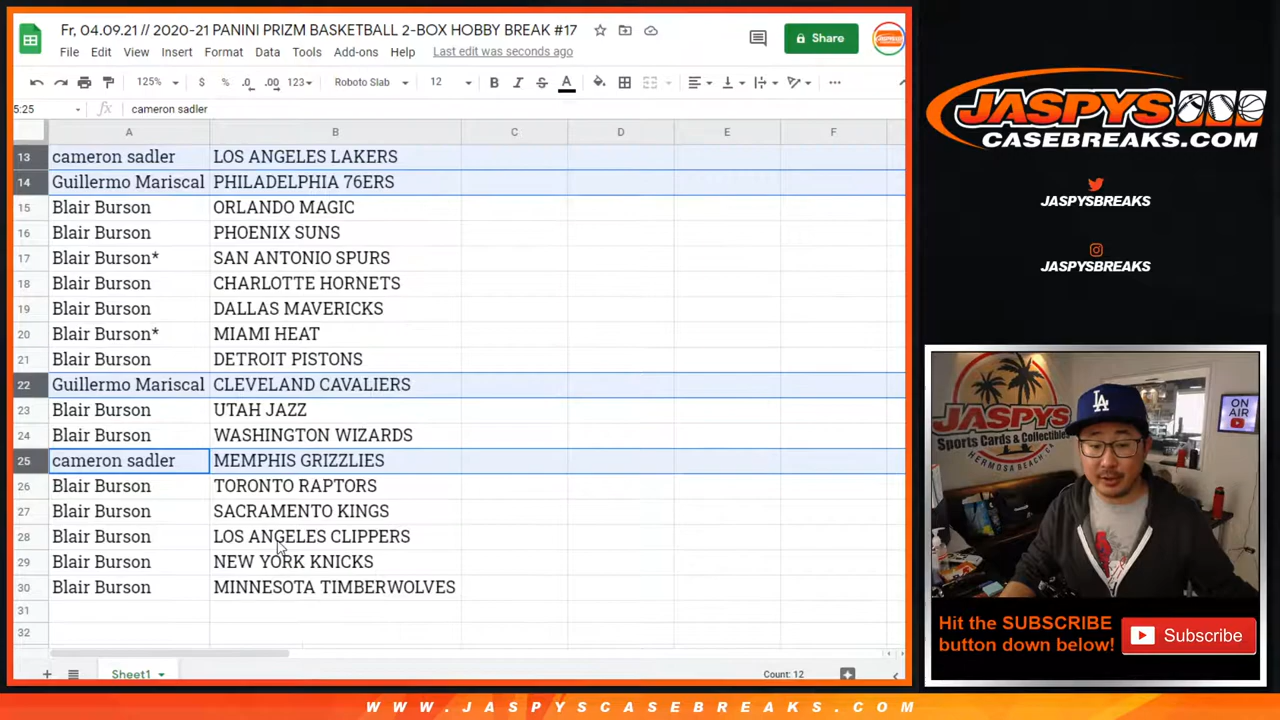 Fr, 04.09.21 // 2020-21 PANINI PRIZM BASKETBALL 2-BOX HOBBY BREAK #17
File Edit View Insert Format Data Tools Add-ons Help Last edit was seconds ago
Share
125% $ % .0 .00 123 Roboto Slab 12 B I S A
5:25 fx cameron sadler
A B C D E F
13 cameron sadler LOS ANGELES LAKERS
14 Guillermo Mariscal PHILADELPHIA 76ERS
15 Blair Burson ORLANDO MAGIC
16 Blair Burson PHOENIX SUNS
17 Blair Burson* SAN ANTONIO SPURS
18 Blair Burson CHARLOTTE HORNETS
19 Blair Burson DALLAS MAVERICKS
20 Blair Burson* MIAMI HEAT
21 Blair Burson DETROIT PISTONS
22 Guillermo Mariscal CLEVELAND CAVALIERS
23 Blair Burson UTAH JAZZ
24 Blair Burson WASHINGTON WIZARDS
25 cameron sadler MEMPHIS GRIZZLIES
26 Blair Burson TORONTO RAPTORS
27 Blair Burson SACRAMENTO KINGS
28 Blair Burson LOS ANGELES CLIPPERS
29 Blair Burson NEW YORK KNICKS
30 Blair Burson MINNESOTA TIMBERWOLVES
31
32
Sheet1
Count: 12
JASPYS
CASEBREAKS.COM
JASPYSBREAKS
JASPYSBREAKS
JASPYS
Sports Cards & Collectibles
HERMOSA BEACH, CA
LA
ON
AIR
Hit the SUBSCRIBE
button down below!
Subscribe
WWW.JASPYSCASEBREAKS.COM